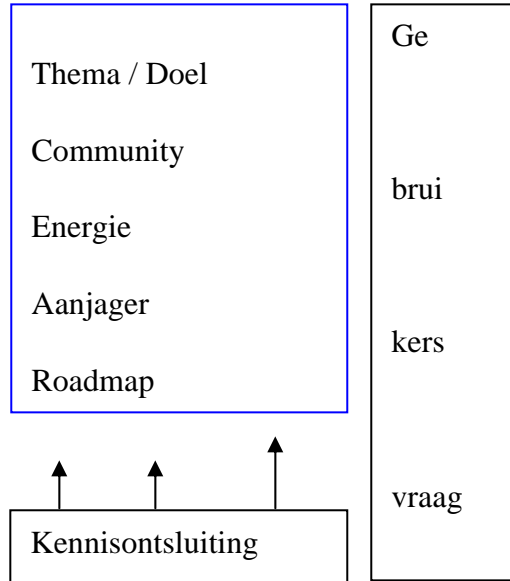 Thema / Doel
Community
Energie
Aanjager
Roadmap
Kennisontsluiting
Ge
brui
kers
vraag